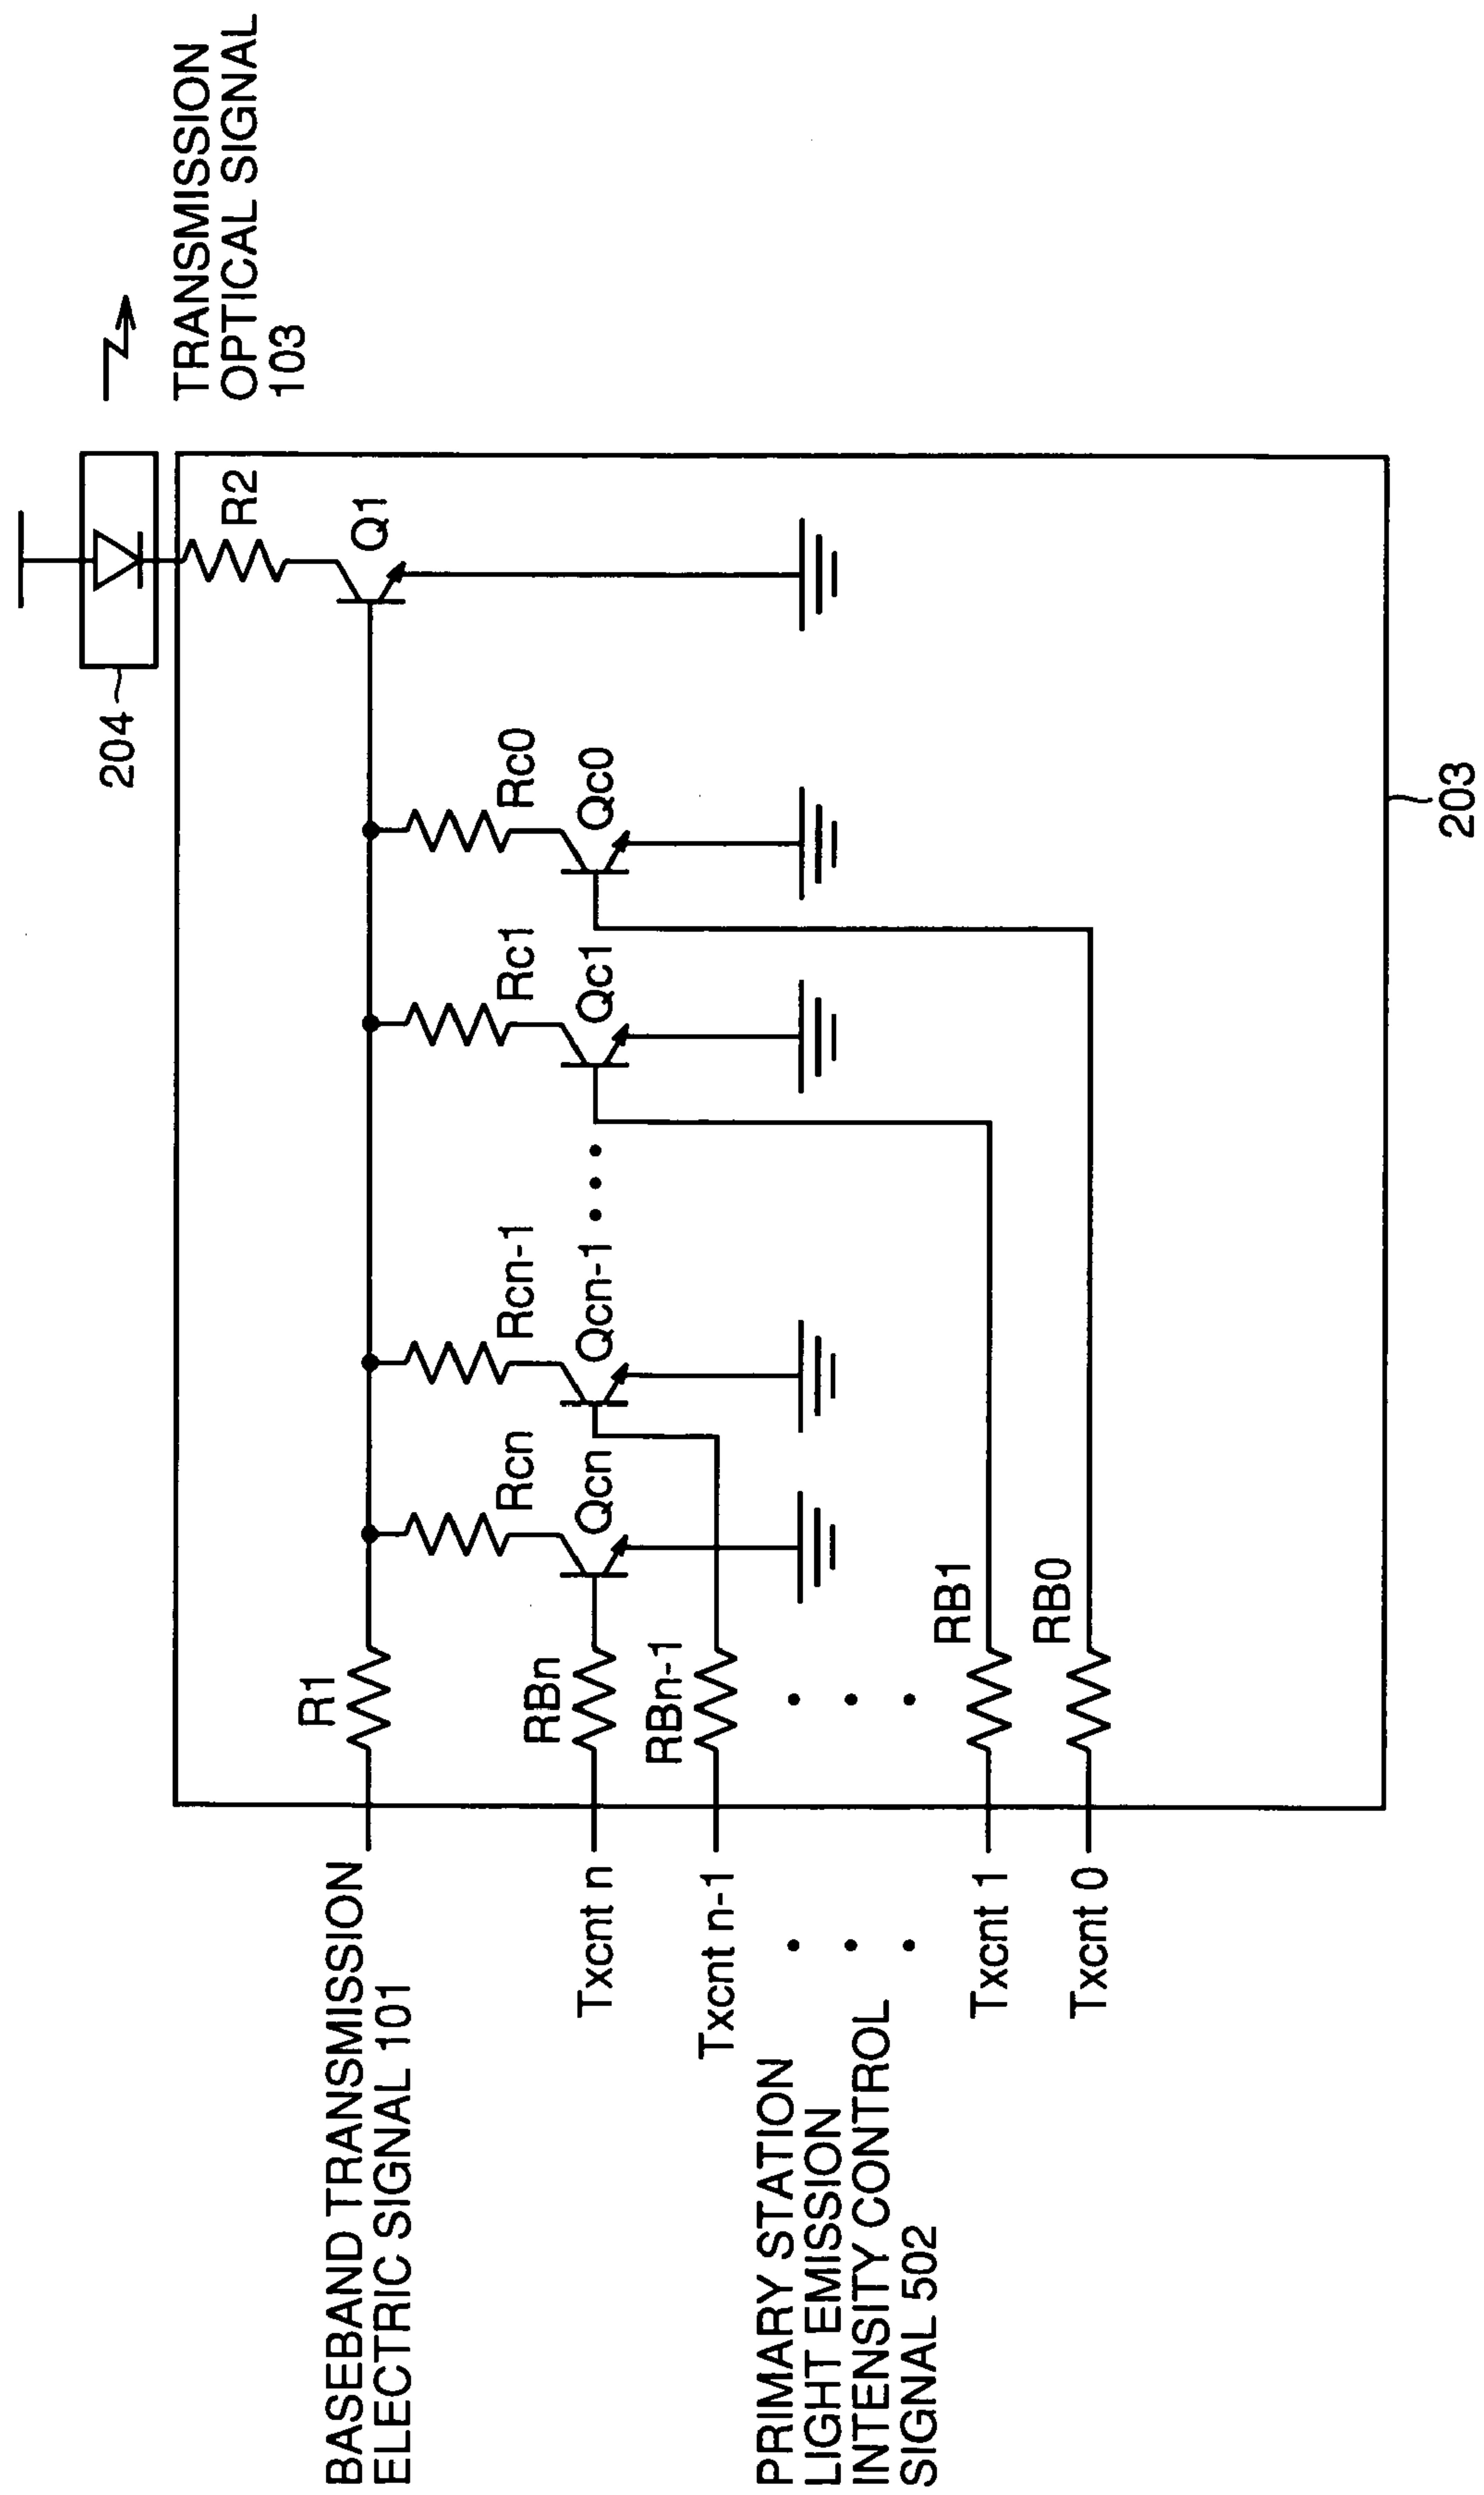 204
TRANSMISSION
OPTICAL SIGNAL
103
R2
Q1
BASEBAND TRANSMISSION
ELECTRIC SIGNAL 101
R1
Rcn
Rcn-1
Rc1
Rc0
Qcn
Qcn-1
Qc1
Qc0
Txcnt n
RBn
Txcnt n-1
RBn-1
PRIMARY STATION
LIGHT EMISSION
INTENSITY CONTROL
SIGNAL 502
Txcnt 1
RB1
Txcnt 0
RB0
203